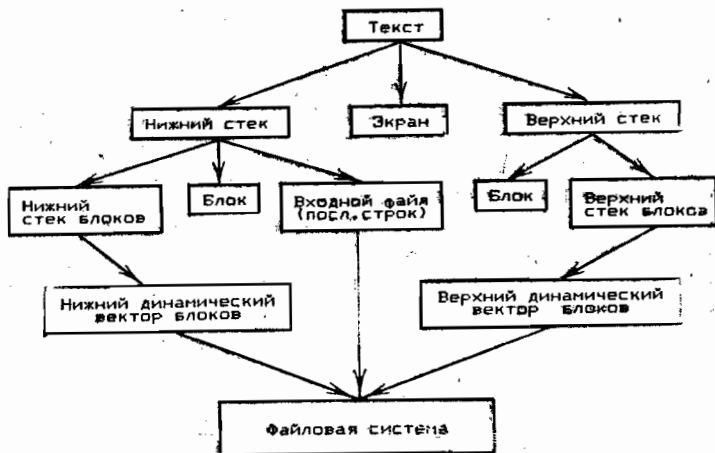 Текст
Нижний стек
Экран
Верхний стек
Нижний
стек блоков
Блок
Входной файл
(посл.строк)
Блок
Верхний
стек блоков
Нижний динамический
вектор блоков
Верхний динамический
вектор блоков
Файловая система